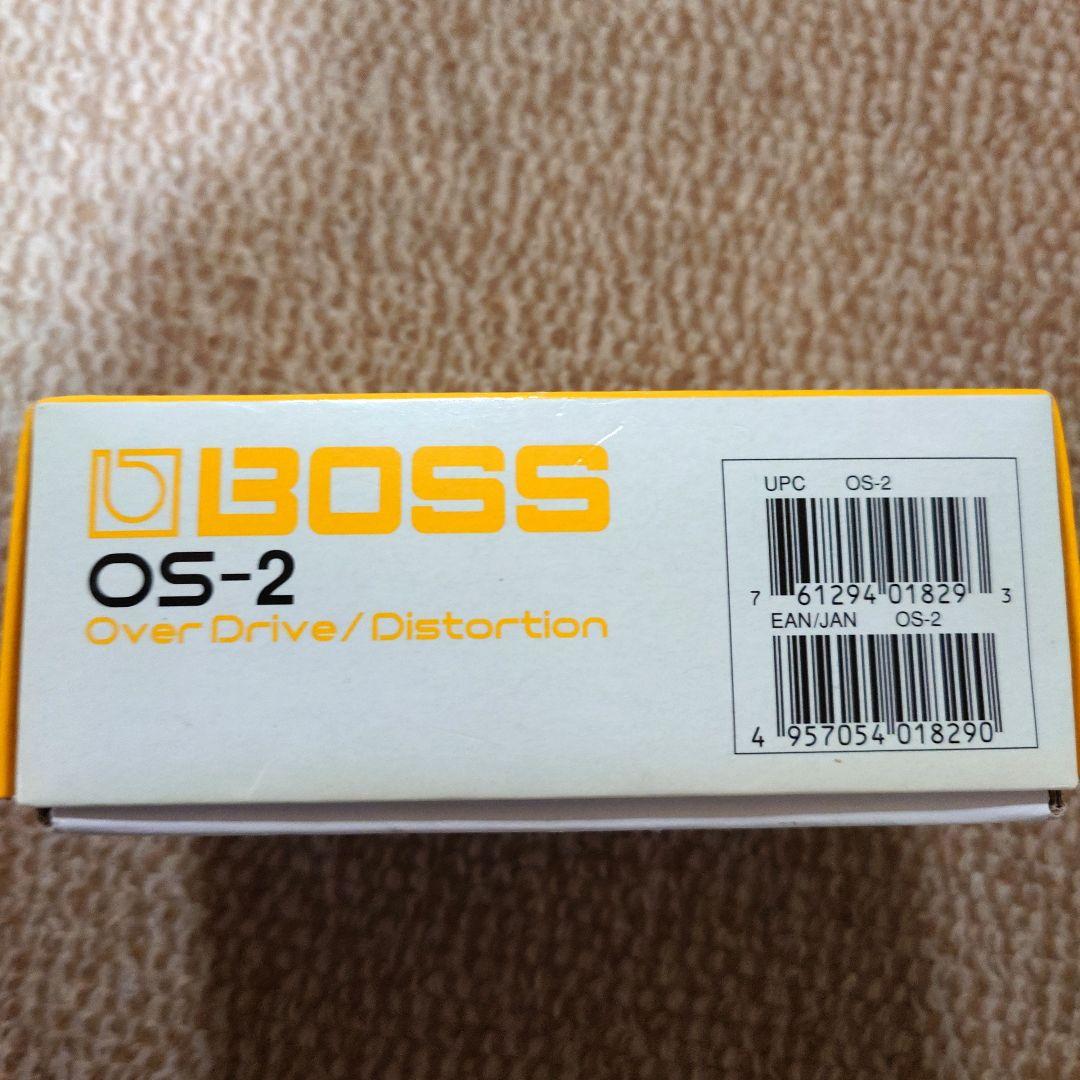 BOSS
OS-2
Over Drive/Distortion
UPC OS-2
7 61294 01829 3
EAN/JAN OS-2
4 957054 018290